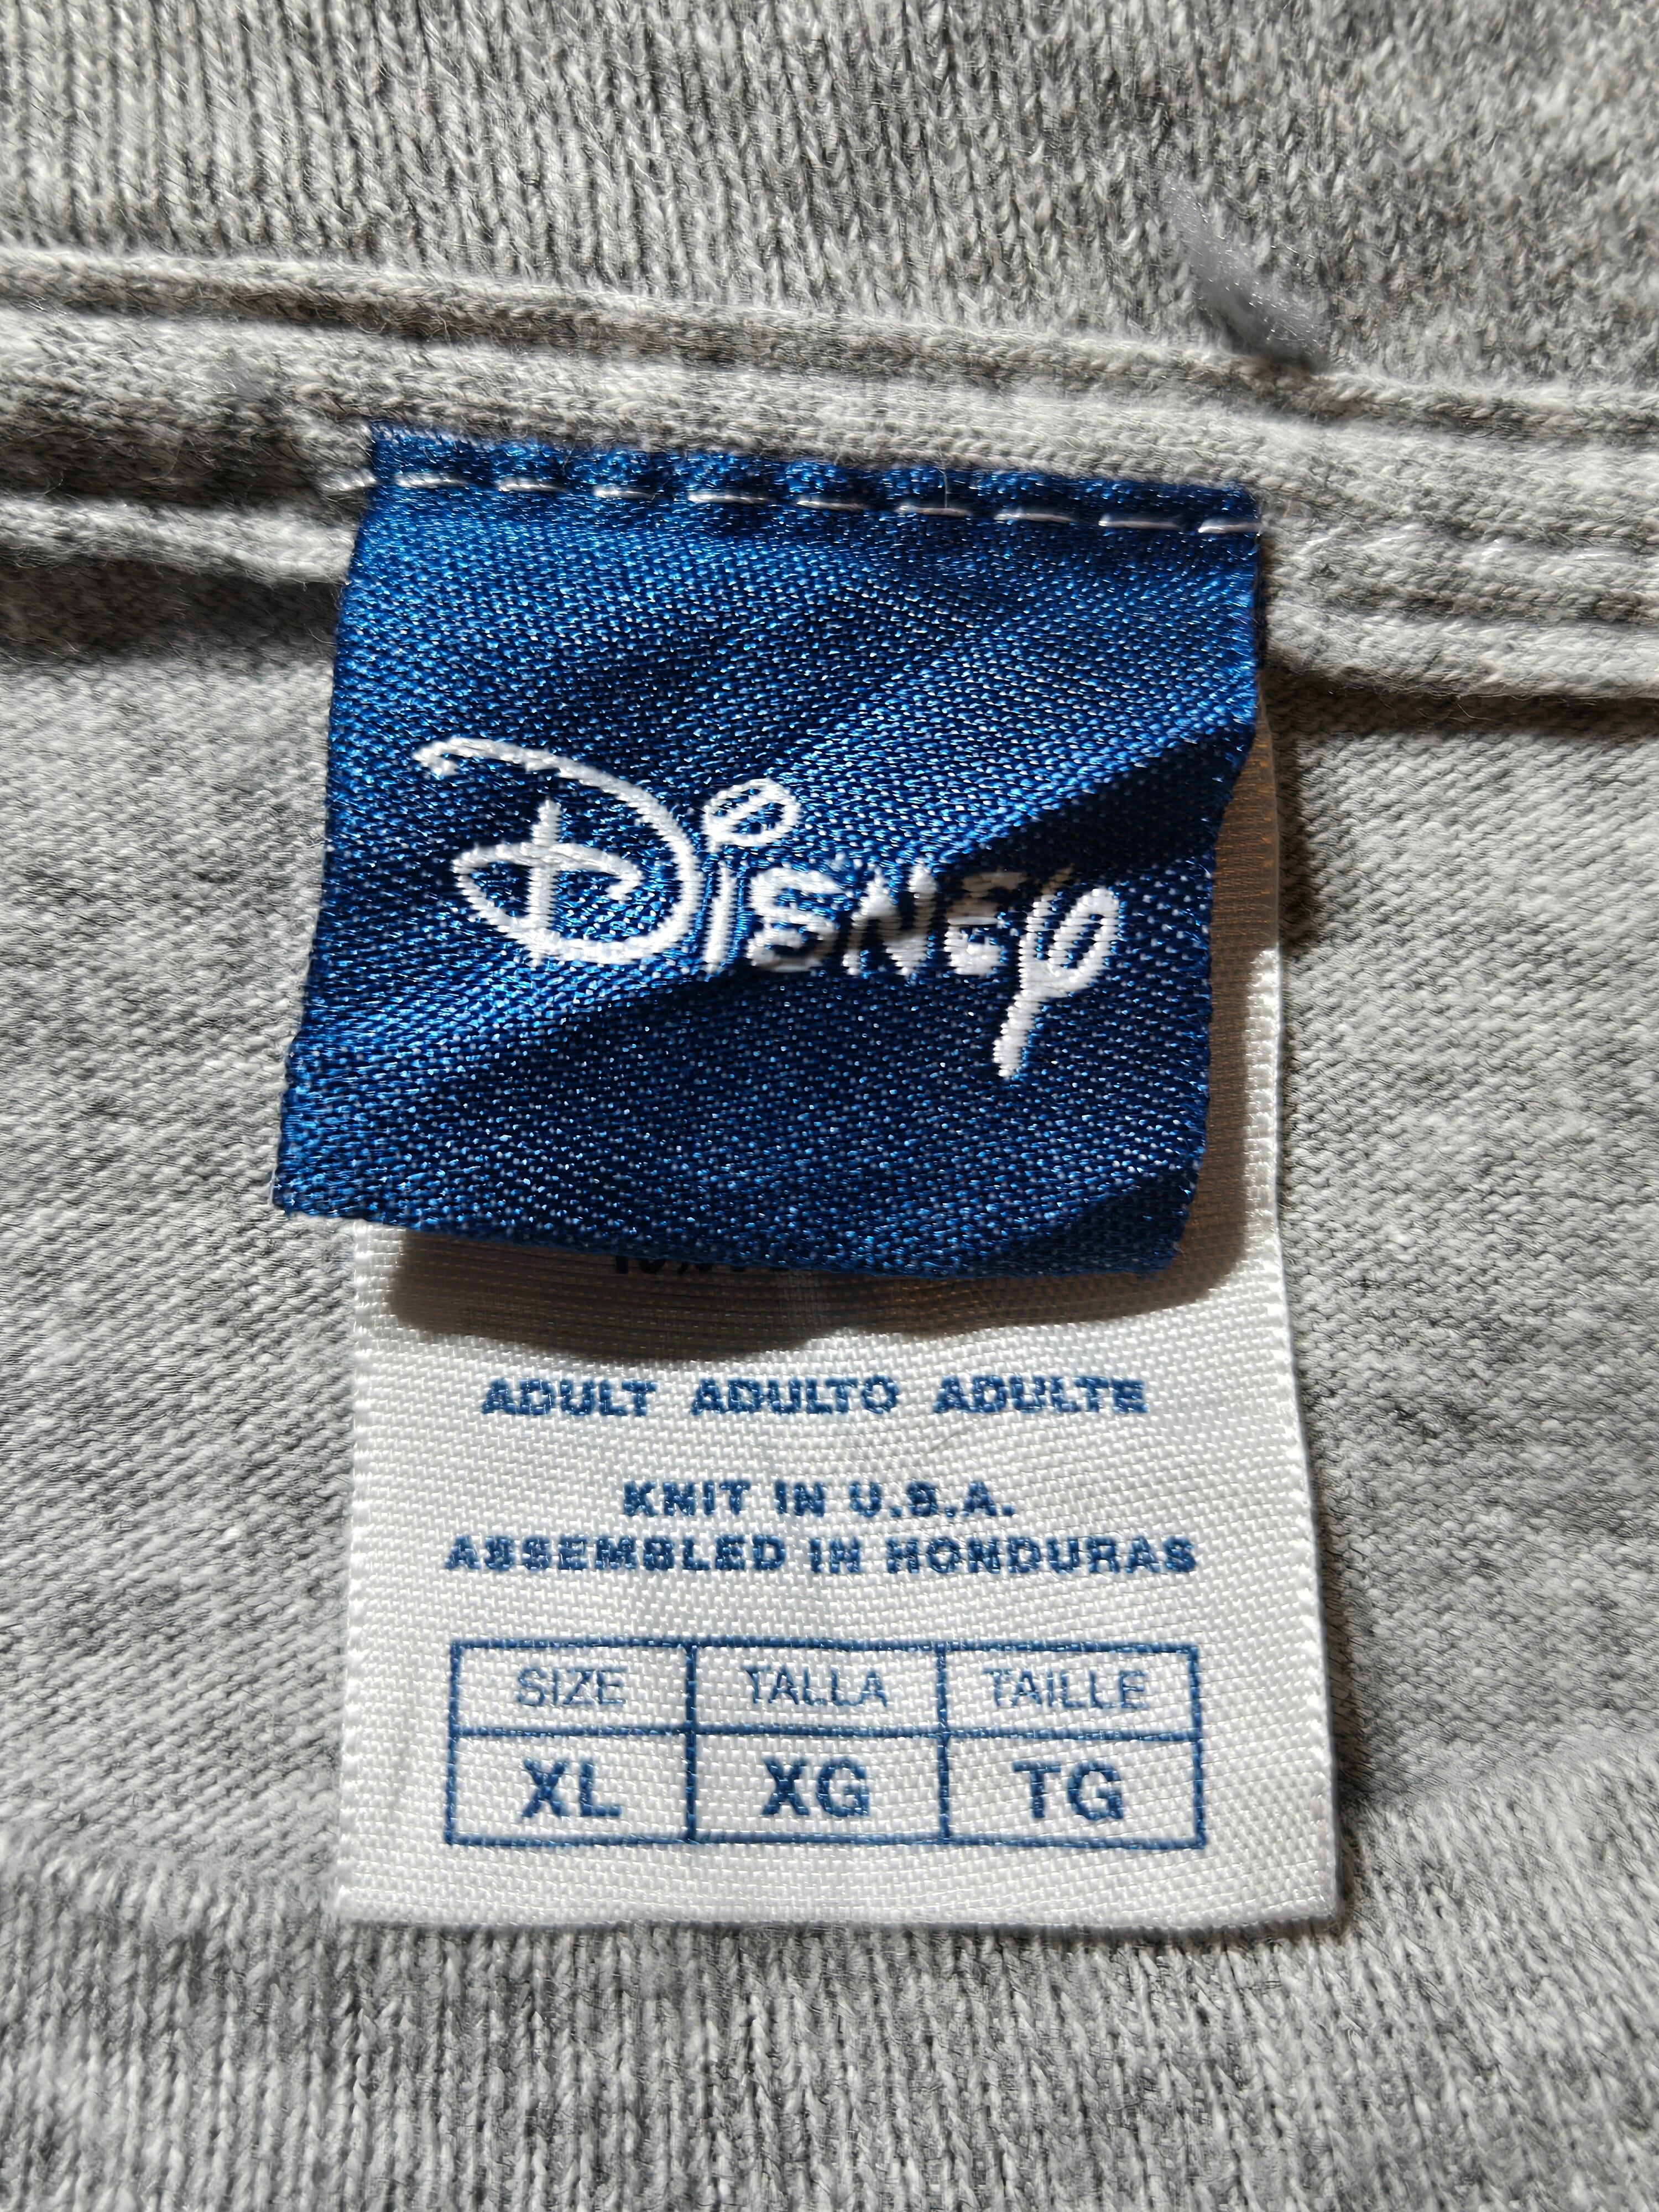 Disney
ADULT ADULTO ADULTE
KNIT IN U.S.A.
ASSEMBLED IN HONDURAS
SIZE TALLA TAILLE
XL XG TG